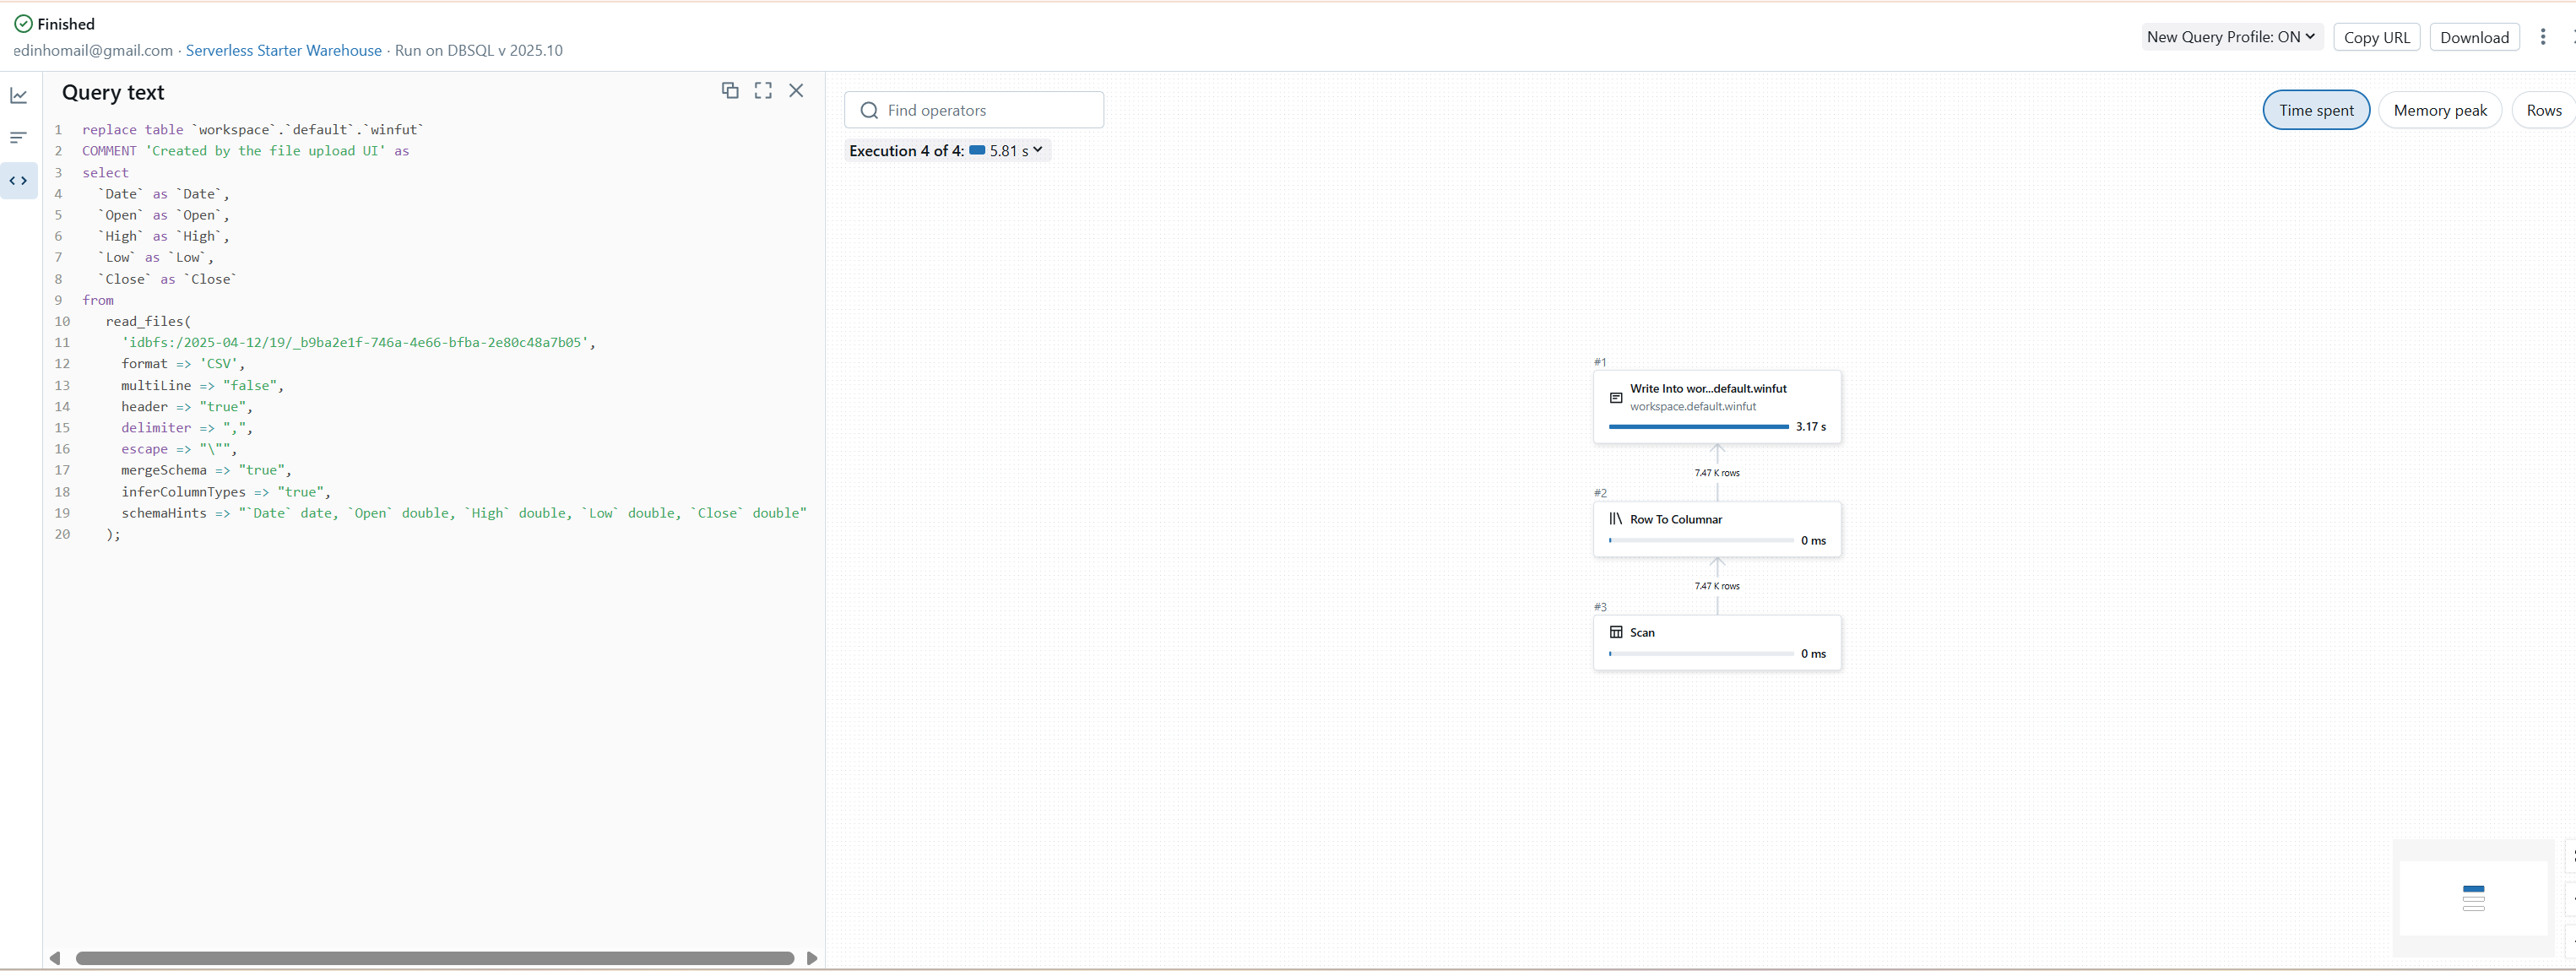 Finished
edinhomail@gmail.com · Serverless Starter Warehouse · Run on DBSQL v 2025.10
New Query Profile: ON
Copy URL
Download
Query text
1 replace table `workspace`.`default`.`winfut`
2 COMMENT 'Created by the file upload UI' as
3 select
4 `Date` as `Date`,
5 `Open` as `Open`,
6 `High` as `High`,
7 `Low` as `Low`,
8 `Close` as `Close`
9 from
10 read_files(
11 'idbfs:/2025-04-12/19/_b9ba2e1f-746a-4e66-bfba-2e80c48a7b05',
12 format => 'CSV',
13 multiLine => "false",
14 header => "true",
15 delimiter => ",",
16 escape => "\"",
17 mergeSchema => "true",
18 inferColumnTypes => "true",
19 schemaHints => "`Date` date, `Open` double, `High` double, `Low` double, `Close` double"
20 );
Find operators
Execution 4 of 4: 5.81 s
Time spent
Memory peak
Rows
#1
Write Into wor...default.winfut
workspace.default.winfut
3.17 s
7.47 K rows
#2
Row To Columnar
0 ms
7.47 K rows
#3
Scan
0 ms